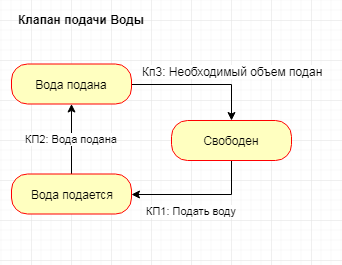 Клапан подачи Воды
Кп3: Необходимый объем подан
Вода подана
Свободен
КП2: Вода подана
Вода подается
КП1: Подать воду